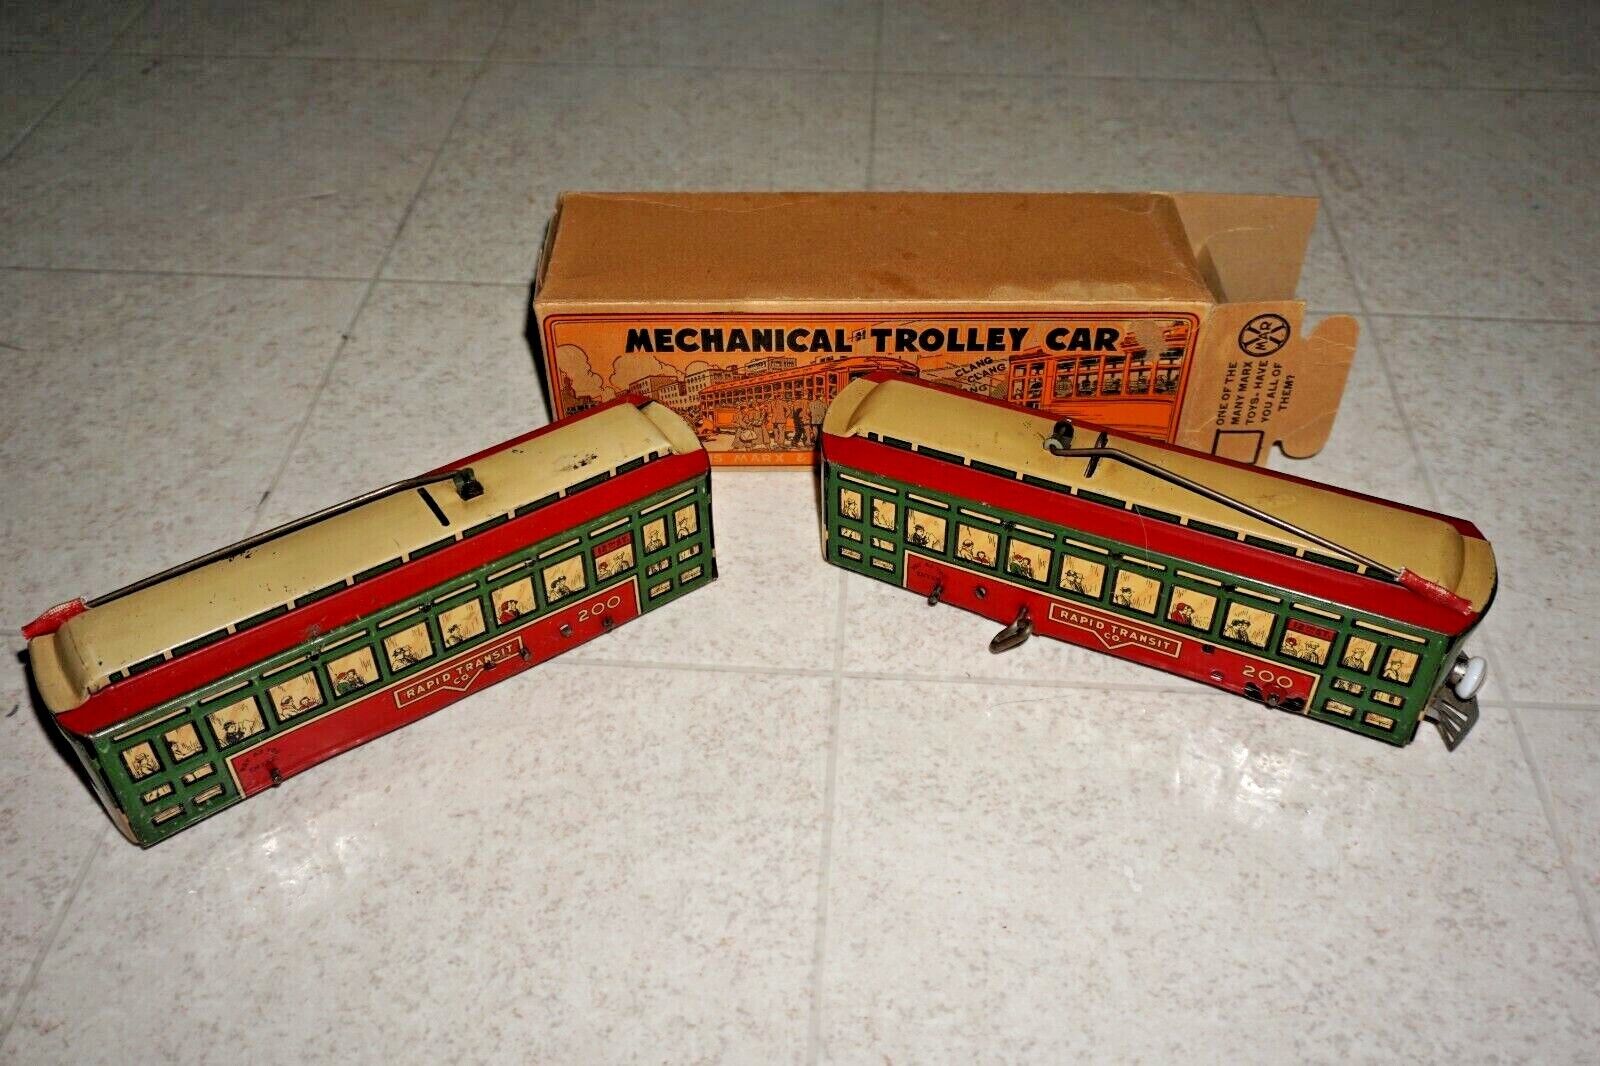 MECHANICAL TROLLEY CAR
CLANG
CLANG
MARX &
MAR
ONE OF THE
MANY MARX
TOYS. HAVE
YOU ALL OF
THEM?
RAPID TRANSIT
CO.
200
RAPID TRANSIT
CO.
200